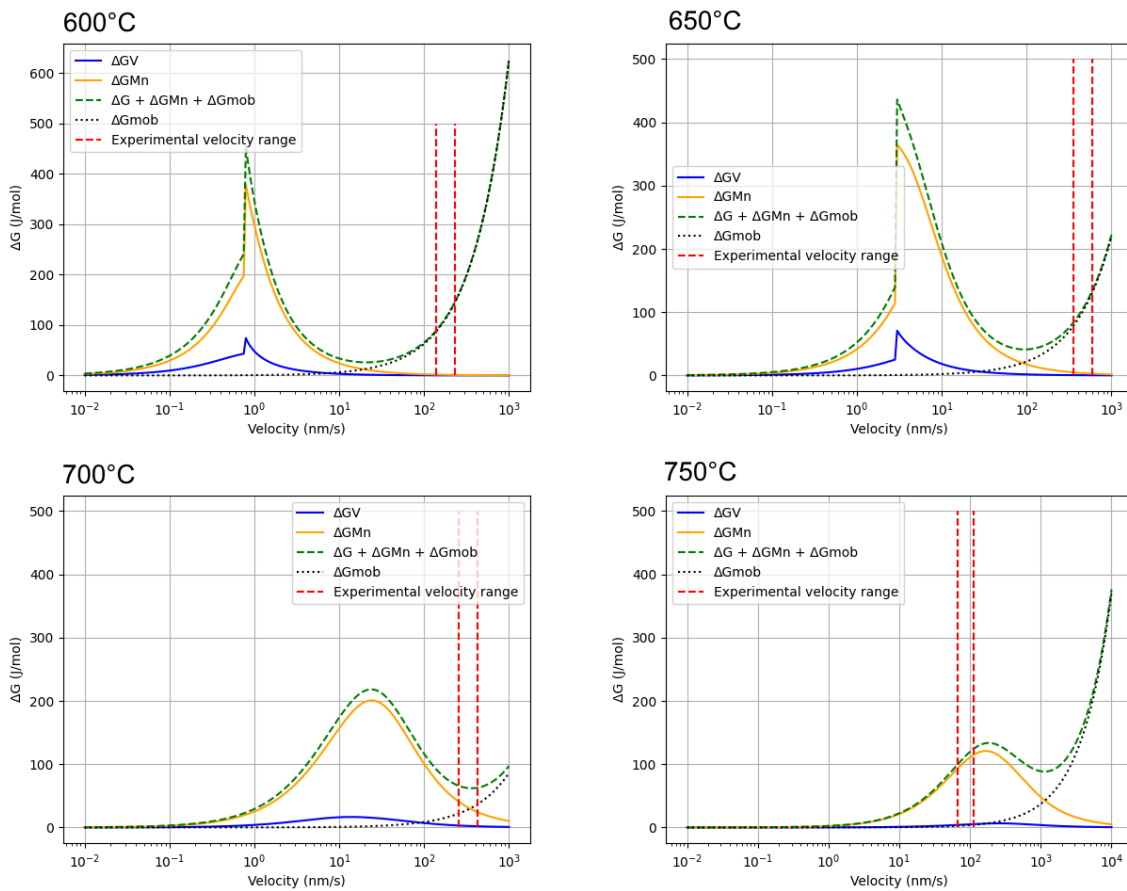 600°C
600
500
400
300
200
100
0
ΔG (J/mol)
ΔGV
ΔGMn
ΔG + ΔGMn + ΔGmob
ΔGmob
Experimental velocity range
10⁻² 10⁻¹ 10⁰ 10¹ 10² 10³
Velocity (nm/s)
650°C
500
400
300
200
100
0
ΔG (J/mol)
ΔGV
ΔGMn
ΔG + ΔGMn + ΔGmob
ΔGmob
Experimental velocity range
10⁻² 10⁻¹ 10⁰ 10¹ 10² 10³
Velocity (nm/s)
700°C
500
400
300
200
100
0
ΔG (J/mol)
ΔGV
ΔGMn
ΔG + ΔGMn + ΔGmob
ΔGmob
Experimental velocity range
10⁻² 10⁻¹ 10⁰ 10¹ 10² 10³
Velocity (nm/s)
750°C
500
400
300
200
100
0
ΔG (J/mol)
ΔGV
ΔGMn
ΔG + ΔGMn + ΔGmob
ΔGmob
Experimental velocity range
10⁻² 10⁻¹ 10⁰ 10¹ 10² 10³ 10⁴
Velocity (nm/s)